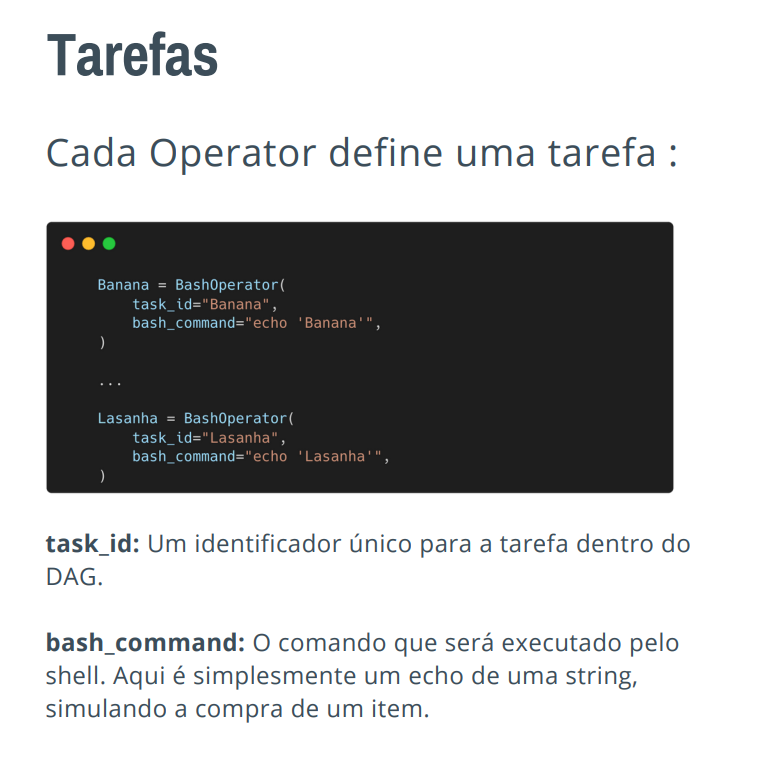 Tarefas
Cada Operator define uma tarefa :
Banana = BashOperator(
    task_id="Banana",
    bash_command="echo 'Banana'",
)
...
Lasanha = BashOperator(
    task_id="Lasanha",
    bash_command="echo 'Lasanha'",
)
task_id: Um identificador único para a tarefa dentro do
DAG.
bash_command: O comando que será executado pelo
shell. Aqui é simplesmente um echo de uma string,
simulando a compra de um item.